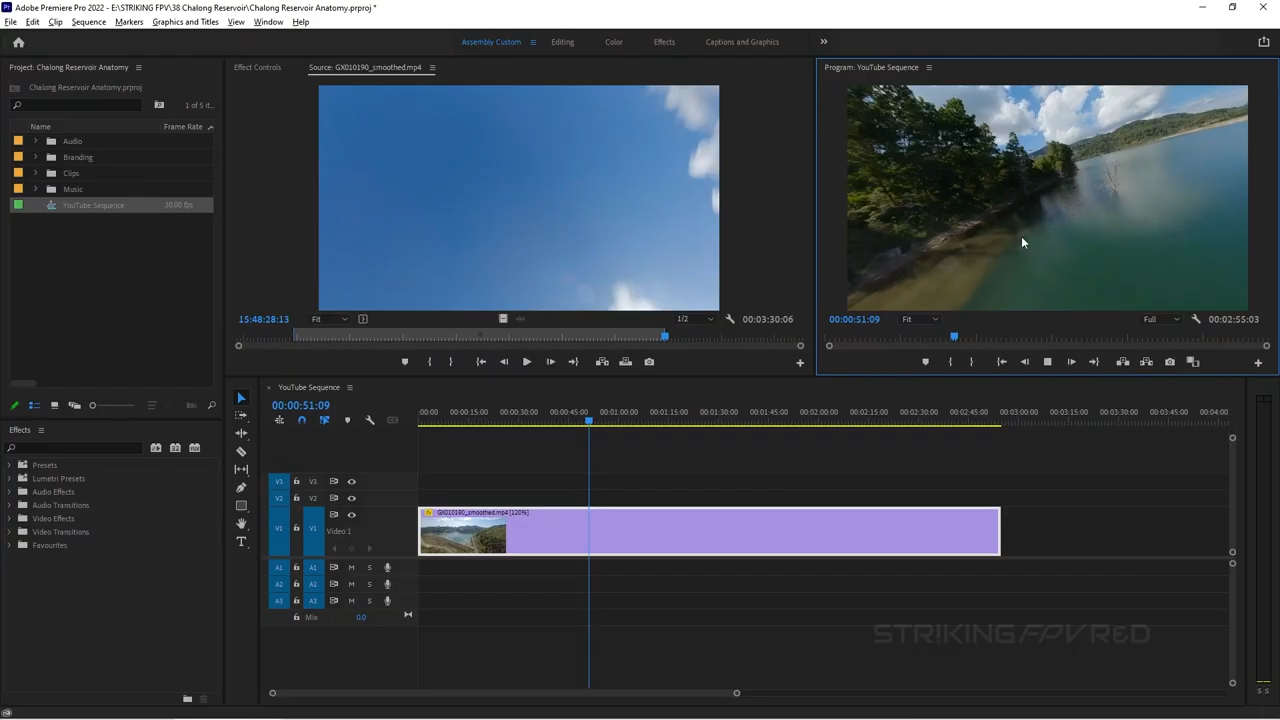 Adobe Premiere Pro 2022 - E:\STRIKING FPV\38 Chalong Reservoir\Chalong Reservoir Anatomy.prproj *
File Edit Clip Sequence Markers Graphics and Titles View Window Help
Assembly Custom Editing Color Effects Captions and Graphics
Project: Chalong Reservoir Anatomy
Effect Controls Source: GX010190_smoothed.mp4
Program: YouTube Sequence
Chalong Reservoir Anatomy.prproj
1 of 5 it...
Name Frame Rate
Audio
Branding
Clips
Music
YouTube Sequence 30.00 fps
15:48:28:13 Fit 1/2 00:03:30:06
00:00:51:09 Fit Full 00:02:55:03
YouTube Sequence
00:00:51:09
:00:00 00:00:15:00 00:00:30:00 00:00:45:00 00:01:00:00 00:01:15:00 00:01:30:00 00:01:45:00 00:02:00:00 00:02:15:00 00:02:30:00 00:02:45:00 00:03:00:00 00:03:15:00 00:03:30:00 00:03:45:00 00:04:00
Effects
Presets
Lumetri Presets
Audio Effects
Audio Transitions
Video Effects
Video Transitions
Favourites
V3 V3
V2 V2
V1 V1
Video 1
GX010190_smoothed.mp4 [120%]
A1 A1 M S
A2 A2 M S
A3 A3 M S
Mix 0.0
STRIKING FPV R&D
S S